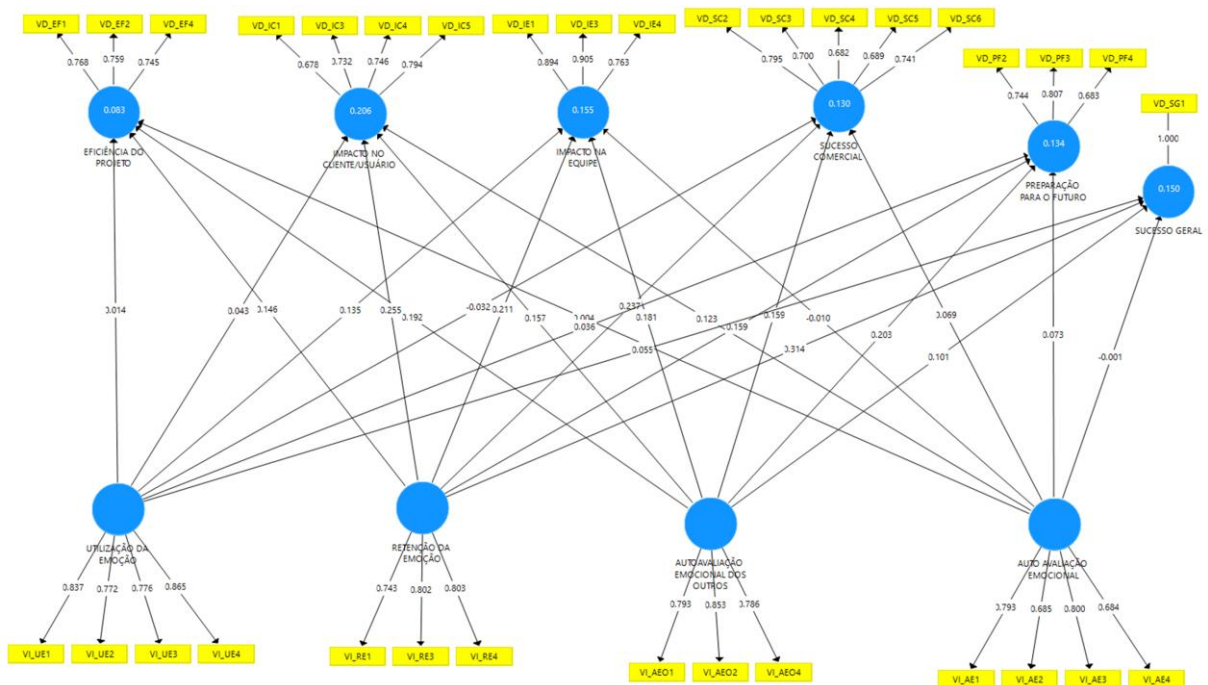 VD_EF1
VD_EF2
VD_EF4
VD_IC1
VD_IC3
VD_IC4
VD_IC5
VD_IE1
VD_IE3
VD_IE4
VD_SC2
VD_SC3
VD_SC4
VD_SC5
VD_SC6
VD_PF2
VD_PF3
VD_PF4
VD_SG1
0.768
0.759
0.745
0.678
0.732
0.746
0.794
0.894
0.905
0.763
0.795
0.700
0.682
0.689
0.741
0.744
0.807
0.683
1.000
0.083
0.206
0.155
0.130
0.134
0.150
EFICIÊNCIA DO
PROJETO
IMPACTO NO
CLIENTE/USUÁRIO
IMPACTO NA
EQUIPE
SUCESSO
COMERCIAL
PREPARAÇÃO
PARA O FUTURO
SUCESSO GERAL
0.014
0.043
0.146
0.135
0.255
0.192
-0.032
0.211
0.157
0.004
0.036
0.237
0.181
0.055
0.123
0.159
0.159
-0.010
0.314
0.203
0.069
0.101
0.073
-0.001
UTILIZAÇÃO DA
EMOÇÃO
RETENÇÃO DA
EMOÇÃO
AUTOAVALIAÇÃO
EMOCIONAL DOS
OUTROS
AUTO AVALIAÇÃO
EMOCIONAL
0.837
0.772
0.776
0.865
0.743
0.802
0.803
0.793
0.853
0.786
0.793
0.685
0.800
0.684
VI_UE1
VI_UE2
VI_UE3
VI_UE4
VI_RE1
VI_RE3
VI_RE4
VI_AEO1
VI_AEO2
VI_AEO4
VI_AE1
VI_AE2
VI_AE3
VI_AE4